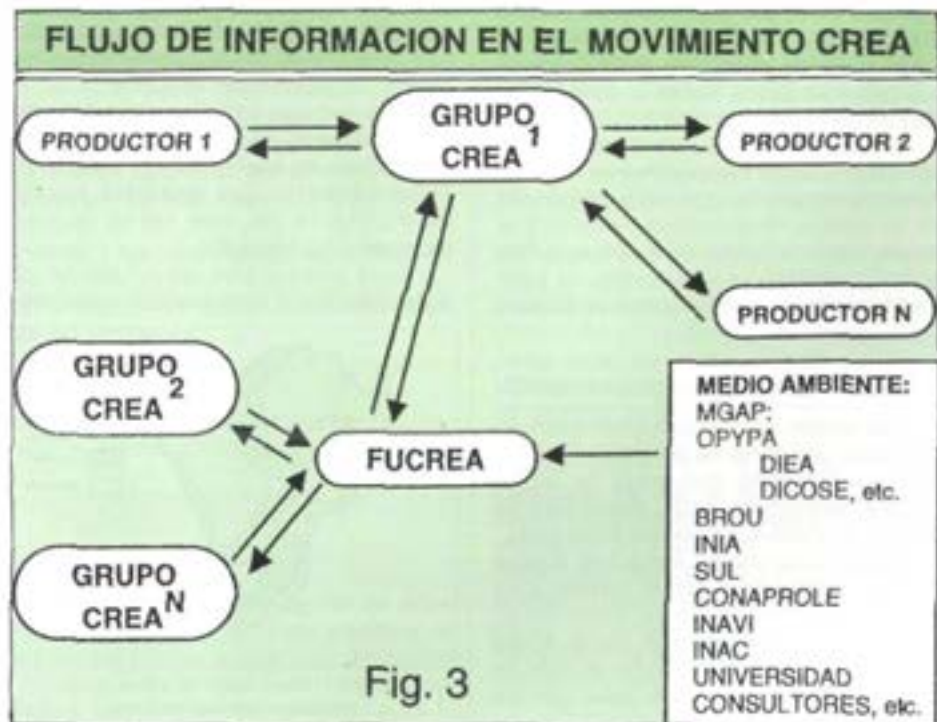 FLUJO DE INFORMACION EN EL MOVIMIENTO CREA
PRODUCTOR 1
GRUPO
CREA 1
PRODUCTOR 2
PRODUCTOR N
GRUPO
CREA 2
FUCREA
GRUPO
CREA N
MEDIO AMBIENTE:
MGAP;
OPYPA
DIEA
DICOSE, etc.
BROU
INIA
SUL
CONAPROLE
INAVI
INAC
UNIVERSIDAD
CONSULTORES, etc.
Fig. 3